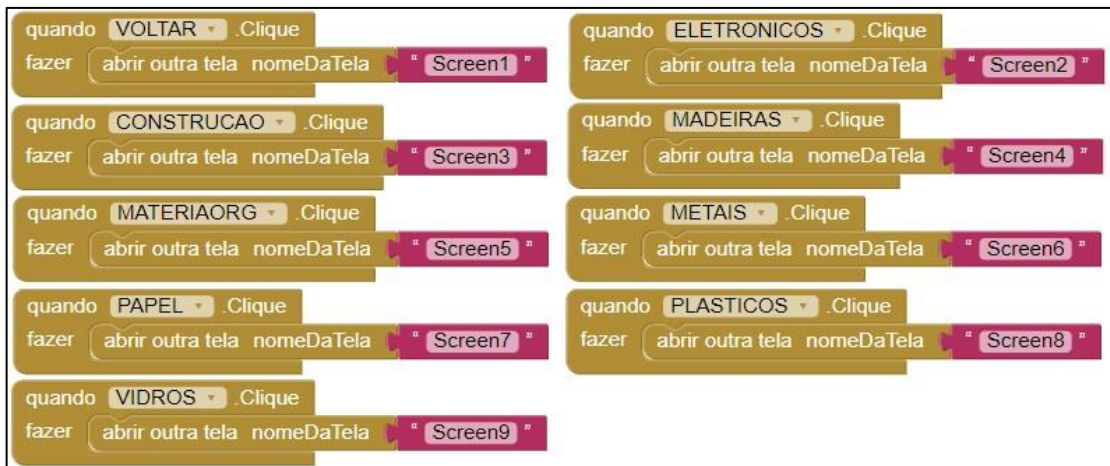 quando VOLTAR .Clique
fazer abrir outra tela nomeDaTela " Screen1 "
quando ELETRONICOS .Clique
fazer abrir outra tela nomeDaTela " Screen2 "
quando CONSTRUCAO .Clique
fazer abrir outra tela nomeDaTela " Screen3 "
quando MADEIRAS .Clique
fazer abrir outra tela nomeDaTela " Screen4 "
quando MATERIAORG .Clique
fazer abrir outra tela nomeDaTela " Screen5 "
quando METAIS .Clique
fazer abrir outra tela nomeDaTela " Screen6 "
quando PAPEL .Clique
fazer abrir outra tela nomeDaTela " Screen7 "
quando PLASTICOS .Clique
fazer abrir outra tela nomeDaTela " Screen8 "
quando VIDROS .Clique
fazer abrir outra tela nomeDaTela " Screen9 "